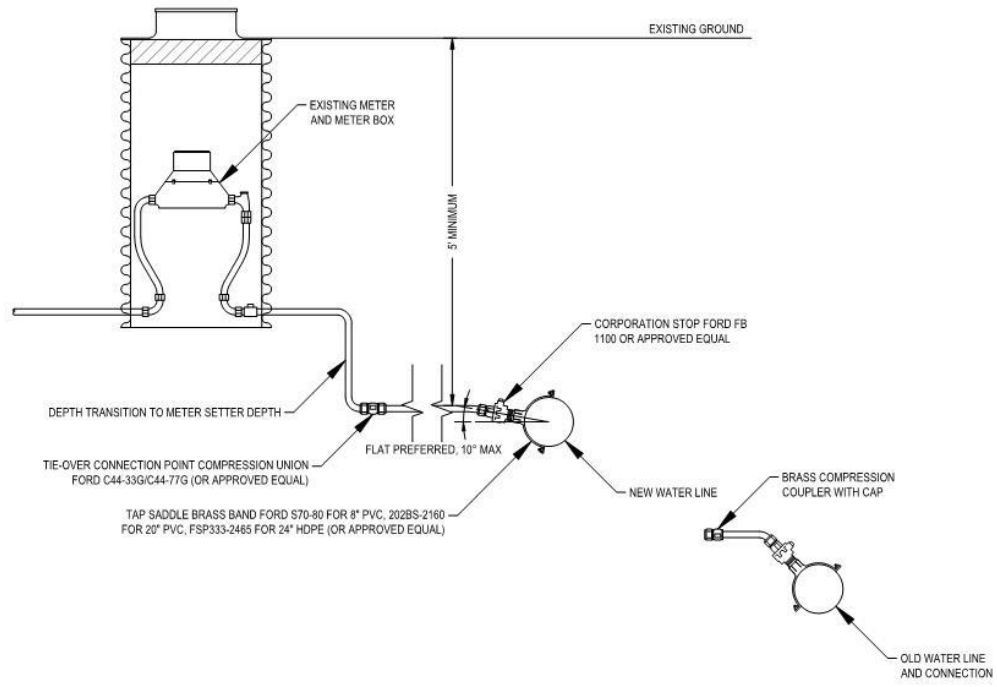 EXISTING GROUND
EXISTING METER
AND METER BOX
5' MINIMUM
CORPORATION STOP FORD FB
1100 OR APPROVED EQUAL
DEPTH TRANSITION TO METER SETTER DEPTH
FLAT PREFERRED, 10° MAX
TIE-OVER CONNECTION POINT COMPRESSION UNION
FORD C44-33G/C44-77G (OR APPROVED EQUAL)
TAP SADDLE BRASS BAND FORD S70-80 FOR 8" PVC, 202BS-2160
FOR 20" PVC, FSP333-2465 FOR 24" HDPE (OR APPROVED EQUAL)
NEW WATER LINE
BRASS COMPRESSION
COUPLER WITH CAP
OLD WATER LINE
AND CONNECTION